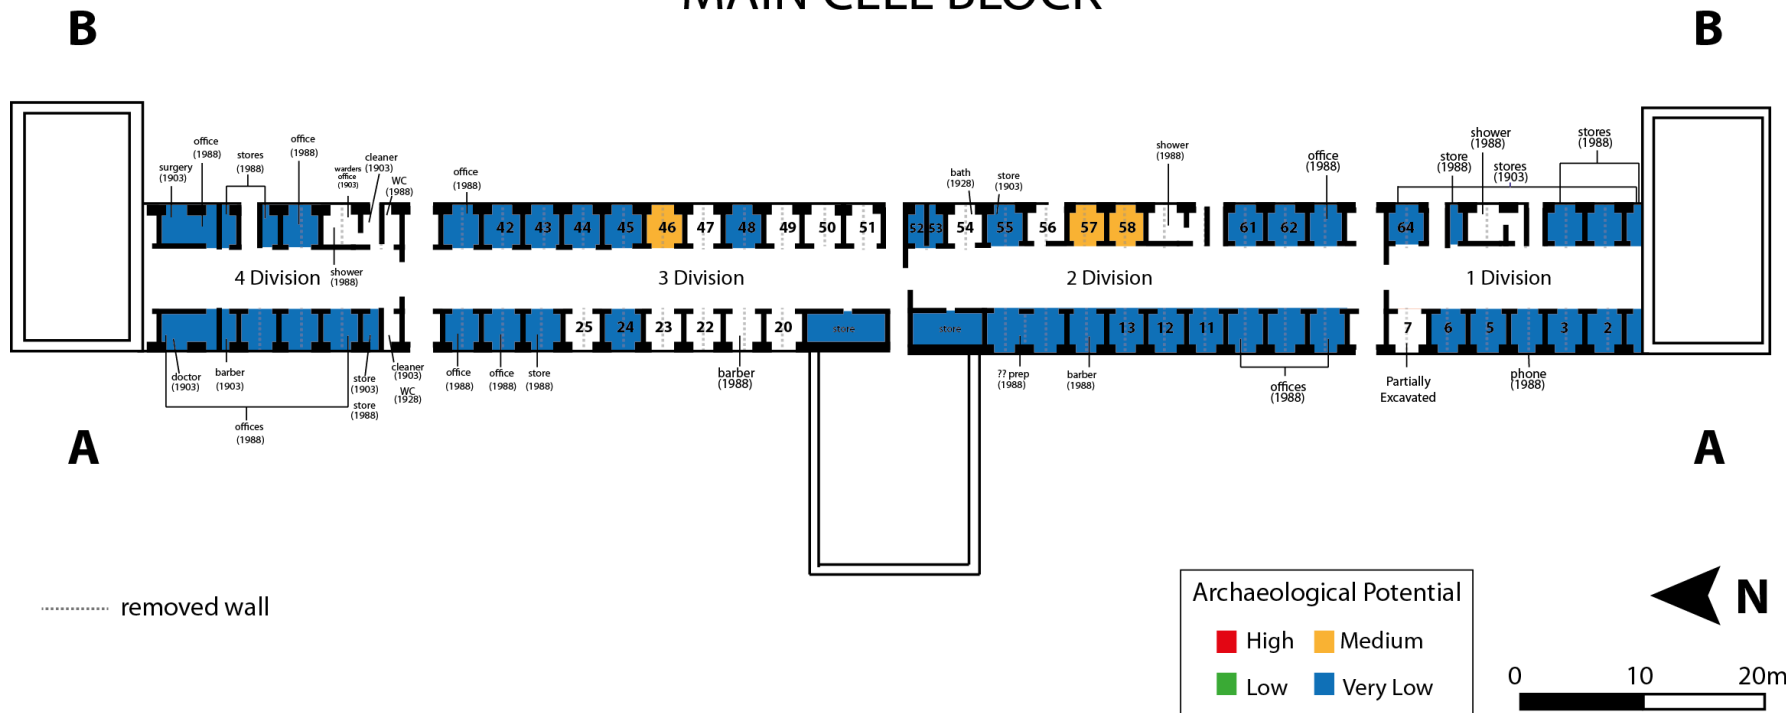 MAIN CELL BLOCK
B
B
surgery
(1903)
office
(1988)
stores
(1988)
office
(1988)
warders
office
(1903)
cleaner
(1903)
WC
(1988)
office
(1988)
bath
(1928)
store
(1903)
shower
(1988)
office
(1988)
store
(1988)
shower
(1988)
stores
(1903)
stores
(1988)
42
43
44
45
46
47
48
49
50
51
52
53
54
55
56
57
58
61
62
64
4 Division
shower
(1988)
3 Division
2 Division
1 Division
25
24
23
22
20
store
store
13
12
11
7
6
5
3
2
doctor
(1903)
barber
(1903)
store
(1903)
store
(1988)
cleaner
(1903)
WC
(1928)
offices
(1988)
office
(1988)
office
(1988)
store
(1988)
barber
(1988)
?? prep
(1988)
barber
(1988)
offices
(1988)
Partially
Excavated
phone
(1988)
A
A
removed wall
Archaeological Potential
High
Medium
Low
Very Low
N
0
10
20m